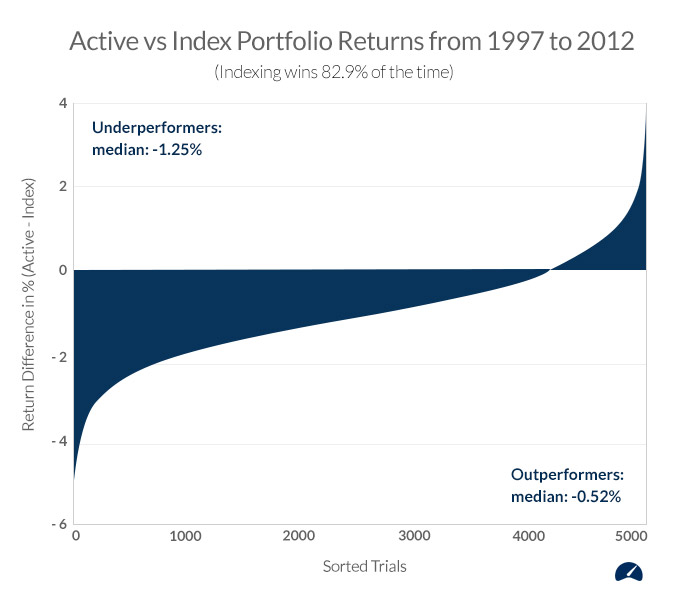 Active vs Index Portfolio Returns from 1997 to 2012
(Indexing wins 82.9% of the time)
4
Underperformers:
median: -1.25%
2
0
- 2
- 4
- 6
Return Difference in % (Active - Index)
Outperformers:
median: -0.52%
0
1000
2000
3000
4000
5000
Sorted Trials